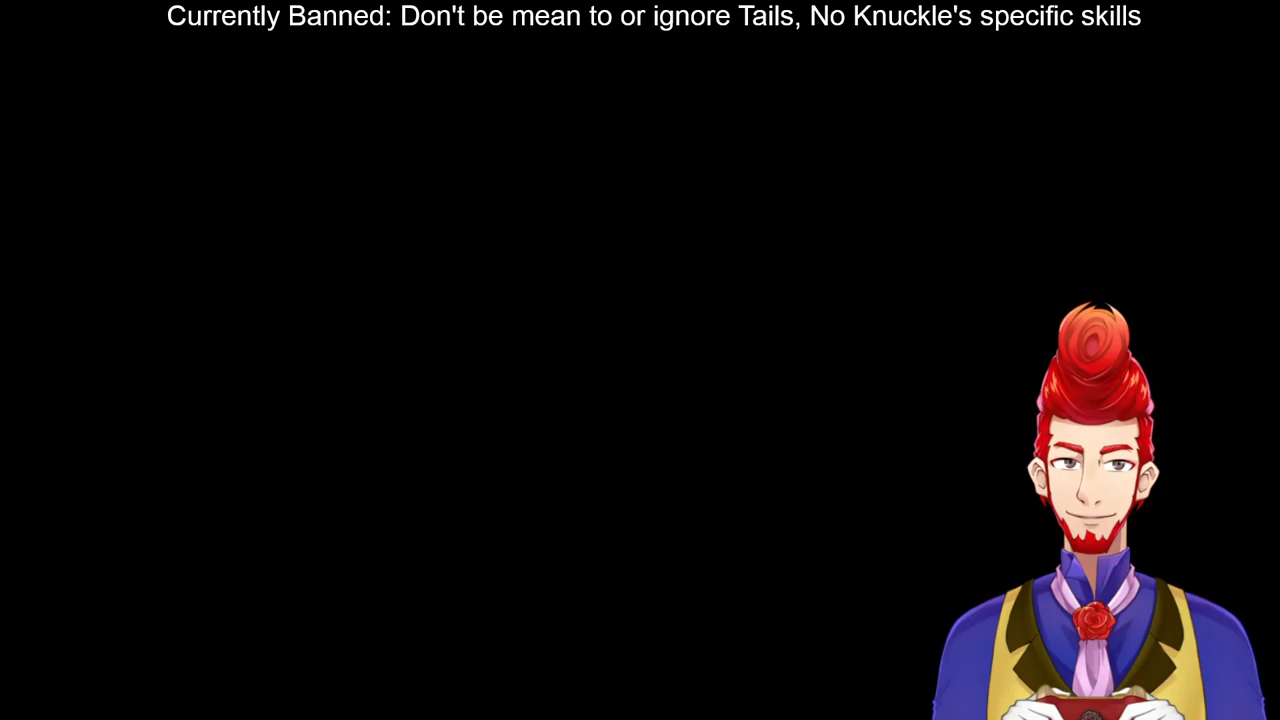 Currently Banned: Don't be mean to or ignore Tails, No Knuckle's specific skills